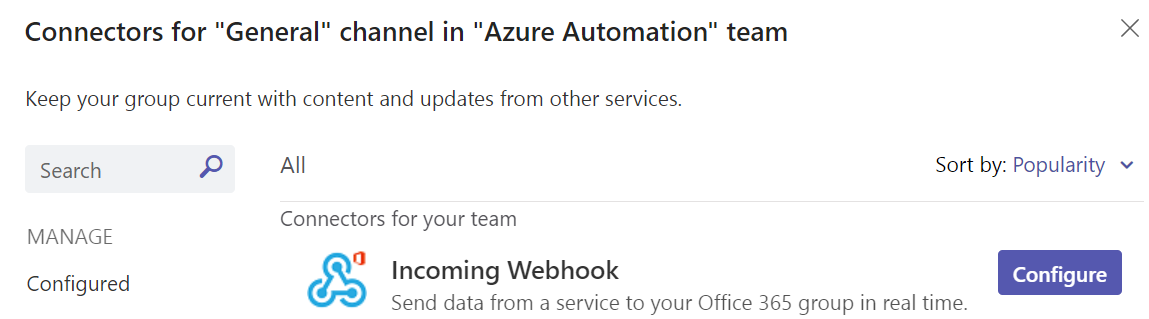 Connectors for "General" channel in "Azure Automation" team
Keep your group current with content and updates from other services.
Search
All
Sort by: Popularity
MANAGE
Configured
Connectors for your team
Incoming Webhook
Send data from a service to your Office 365 group in real time.
Configure